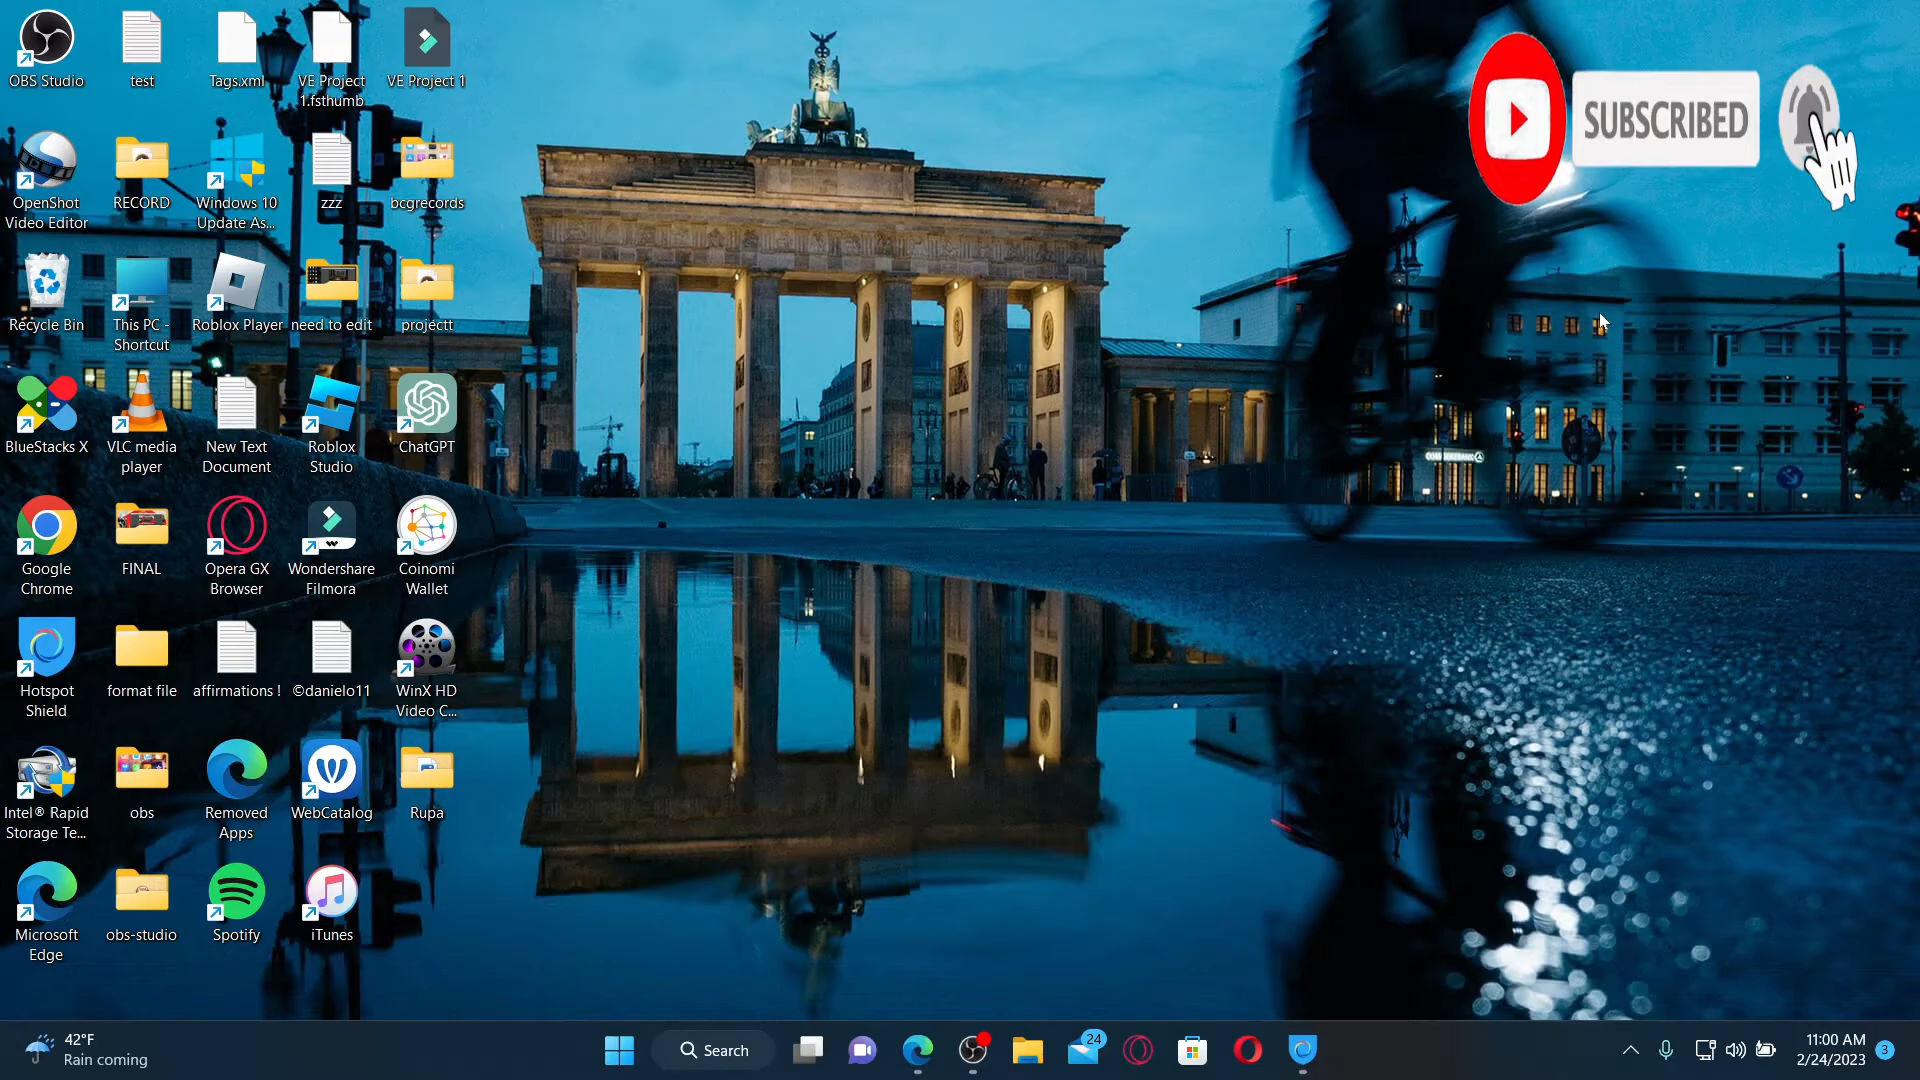 OBS Studio
test
Tags.xml
VE Project
1.fsthumb
VE Project 1
OpenShot
Video Editor
RECORD
Windows 10
Update As...
zzz
bcgrecords
Recycle Bin
This PC -
Shortcut
Roblox Player
need to edit
projectt
BlueStacks X
VLC media
player
New Text
Document
Roblox
Studio
ChatGPT
Google
Chrome
FINAL
Opera GX
Browser
Wondershare
Filmora
Coinomi
Wallet
Hotspot
Shield
format file
affirmations !
©danielo11
WinX HD
Video C...
Intel® Rapid
Storage Te...
obs
Removed
Apps
WebCatalog
Rupa
Microsoft
Edge
obs-studio
Spotify
iTunes
SUBSCRIBED
42°F
Rain coming
Search
24
11:00 AM
2/24/2023
3